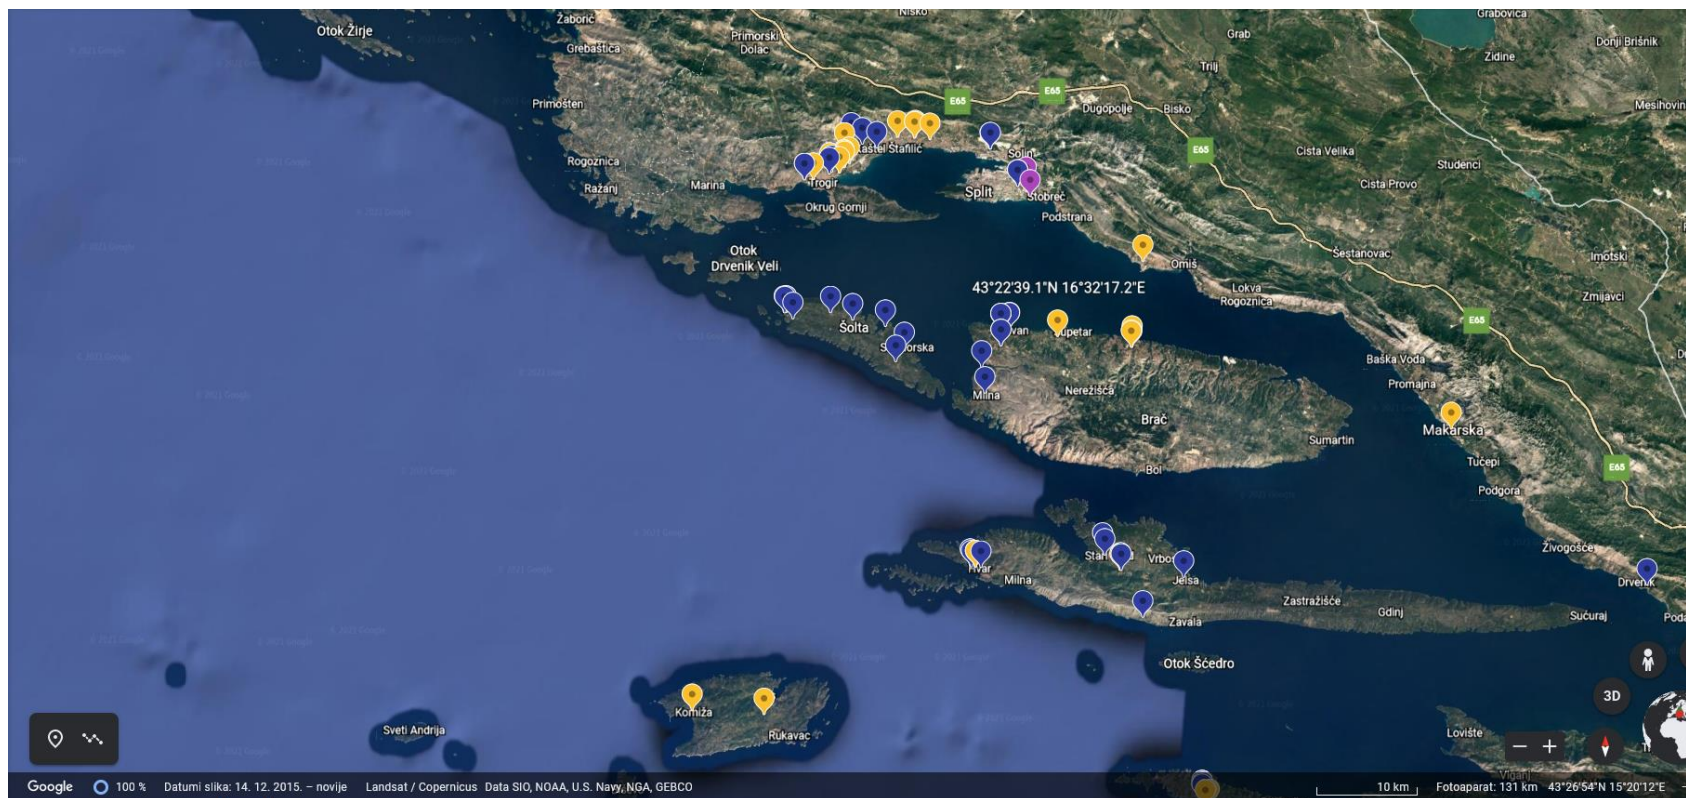 Nisko
Grabovica
Žaborić
Otok Žirje
Primorski
Dolac
Grab
Donji Brišnik
Grebaštica
Zidine
Trilj
E65
E65
Primošten
Dugopolje
Bisko
Kaštel Štafilić
E65
Cista Velika
Solin
Rogoznica
Studenci
Trogir
Ražanj
Marina
Split
Cista Provo
Stobreč
Okrug Gornji
Podstrana
Otok
Drvenik Veli
Šestanovac
Imotski
Omiš
43°22'39.1"N 16°32'17.2"E
Lokva
Rogoznica
Zmijavci
E65
Šolta
Supetar
Baška Voda
Promajna
Nerežišća
Milna
Brač
Makarska
Sumartin
Tučepi
Bol
E65
Podgora
Živogošće
Hvar
Milna
Jelsa
Drvenik
Zastražišće
Gdinj
Sućuraj
Zavala
Otok Šćedro
3D
Komiža
Sveti Andrija
Rukavac
Lovište
Viganj
Google
100 %
Datumi slika: 14. 12. 2015. – novije
Landsat / Copernicus
Data SIO, NOAA, U.S. Navy, NGA, GEBCO
10 km
Fotoaparat: 131 km
43°26'54"N 15°20'12"E